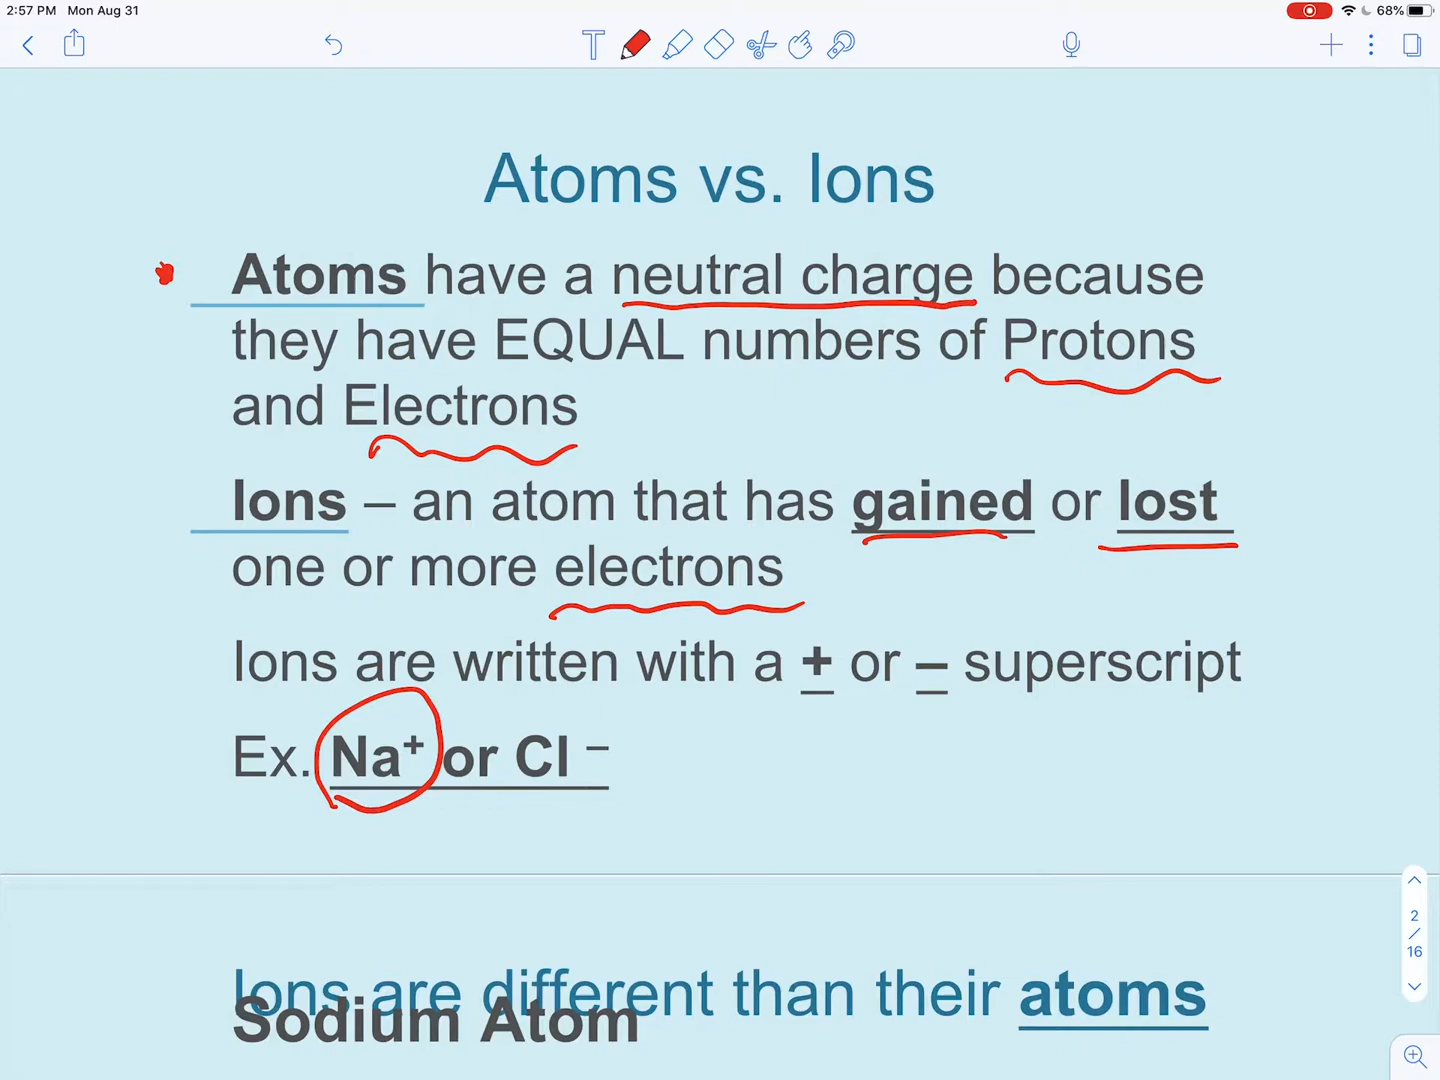 2:57 PM Mon Aug 31
68%
T
Atoms vs. Ions
Atoms have a neutral charge because
they have EQUAL numbers of Protons
and Electrons
Ions – an atom that has gained or lost
one or more electrons
Ions are written with a + or – superscript
Ex. Na⁺ or Cl ⁻
2
/
16
Ions are different than their atoms
Sodium Atom